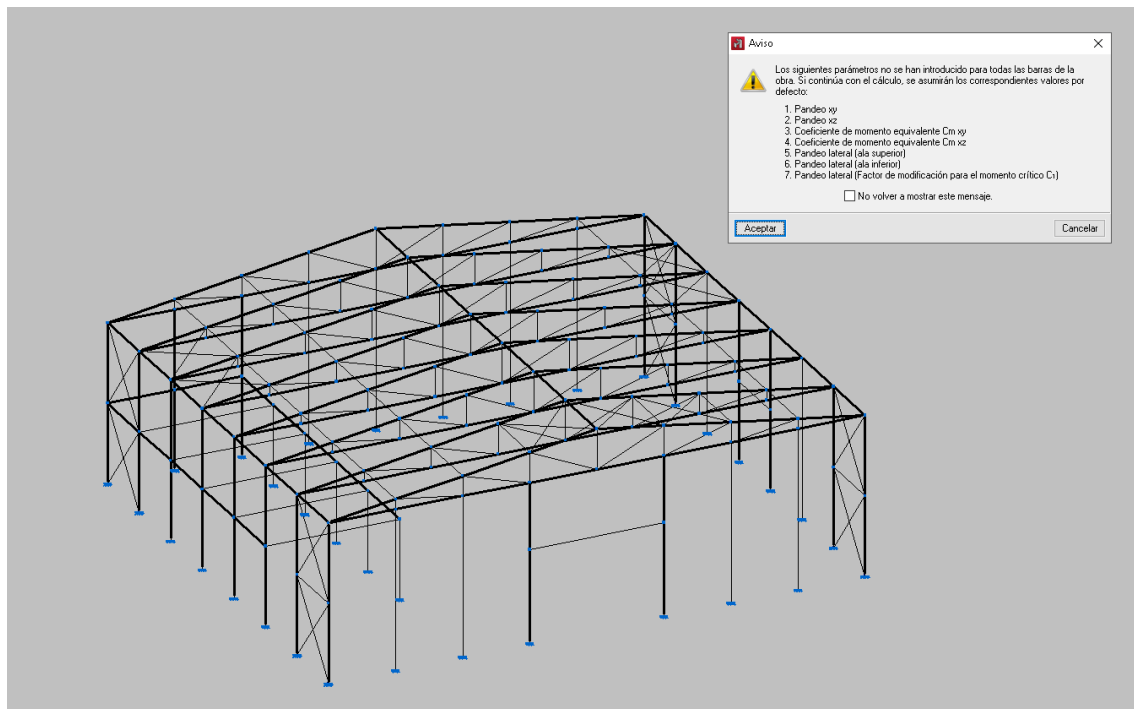 Aviso
Los siguientes parámetros no se han introducido para todas las barras de la
obra. Si continúa con el cálculo, se asumirán los correspondientes valores por
defecto:
1. Pandeo xy
2. Pandeo xz
3. Coeficiente de momento equivalente Cm xy
4. Coeficiente de momento equivalente Cm xz
5. Pandeo lateral (ala superior)
6. Pandeo lateral (ala inferior)
7. Pandeo lateral (Factor de modificación para el momento crítico C₁)
No volver a mostrar este mensaje.
Aceptar
Cancelar